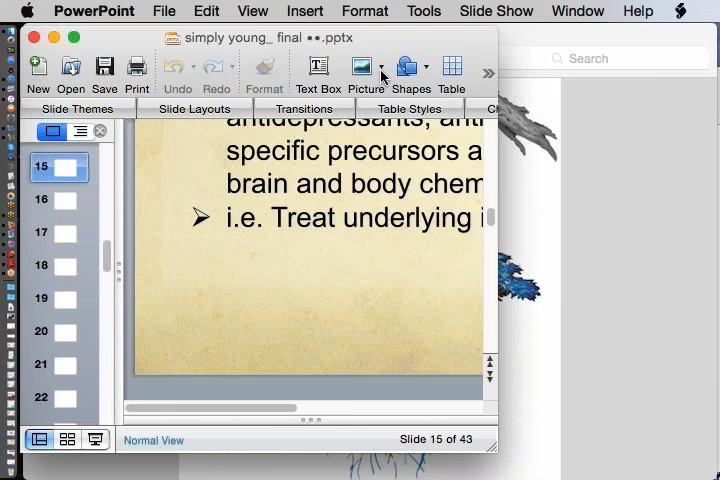 PowerPoint File Edit View Insert Format Tools Slide Show Window Help
simply young_ final ••.pptx
Search
New Open Save Print Undo Redo Format Text Box Picture Shapes Table
Slide Themes Slide Layouts Transitions Table Styles Cl
antidepressants, anti
specific precursors a
brain and body chem
➢ i.e. Treat underlying i
15
16
17
18
19
20
21
22
Normal View Slide 15 of 43